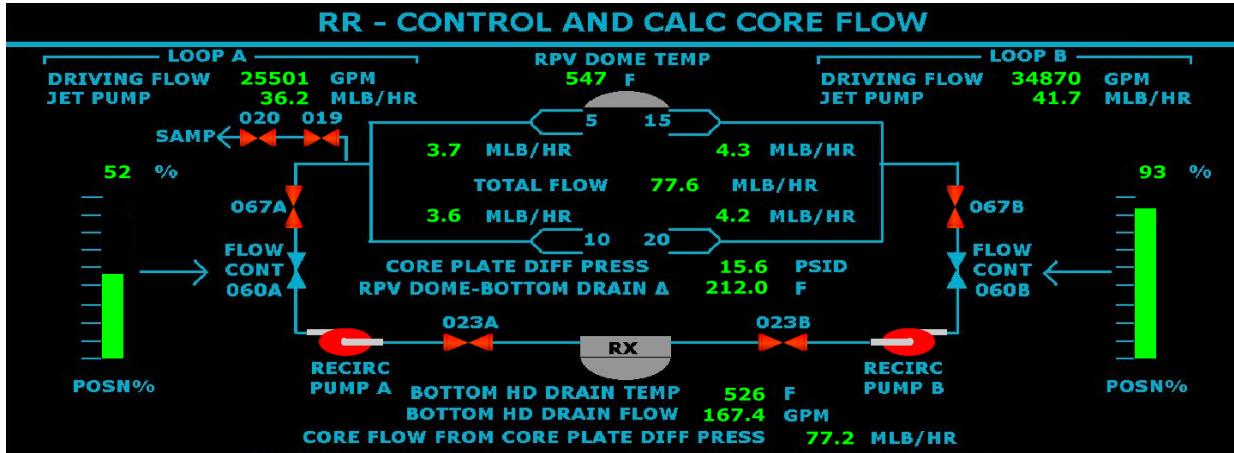 RR - CONTROL AND CALC CORE FLOW
LOOP A
DRIVING FLOW 25501 GPM
JET PUMP 36.2 MLB/HR
RPV DOME TEMP
547 F
LOOP B
DRIVING FLOW 34870 GPM
JET PUMP 41.7 MLB/HR
020 019
SAMP
5 15
3.7 MLB/HR 4.3 MLB/HR
52 % 93 %
TOTAL FLOW 77.6 MLB/HR
067A 067B
3.6 MLB/HR 4.2 MLB/HR
10 20
FLOW CONT 060A
FLOW CONT 060B
CORE PLATE DIFF PRESS 15.6 PSID
RPV DOME-BOTTOM DRAIN Δ 212.0 F
023A 023B
RX
RECIRC PUMP A
RECIRC PUMP B
POSN% POSN%
BOTTOM HD DRAIN TEMP 526 F
BOTTOM HD DRAIN FLOW 167.4 GPM
CORE FLOW FROM CORE PLATE DIFF PRESS 77.2 MLB/HR